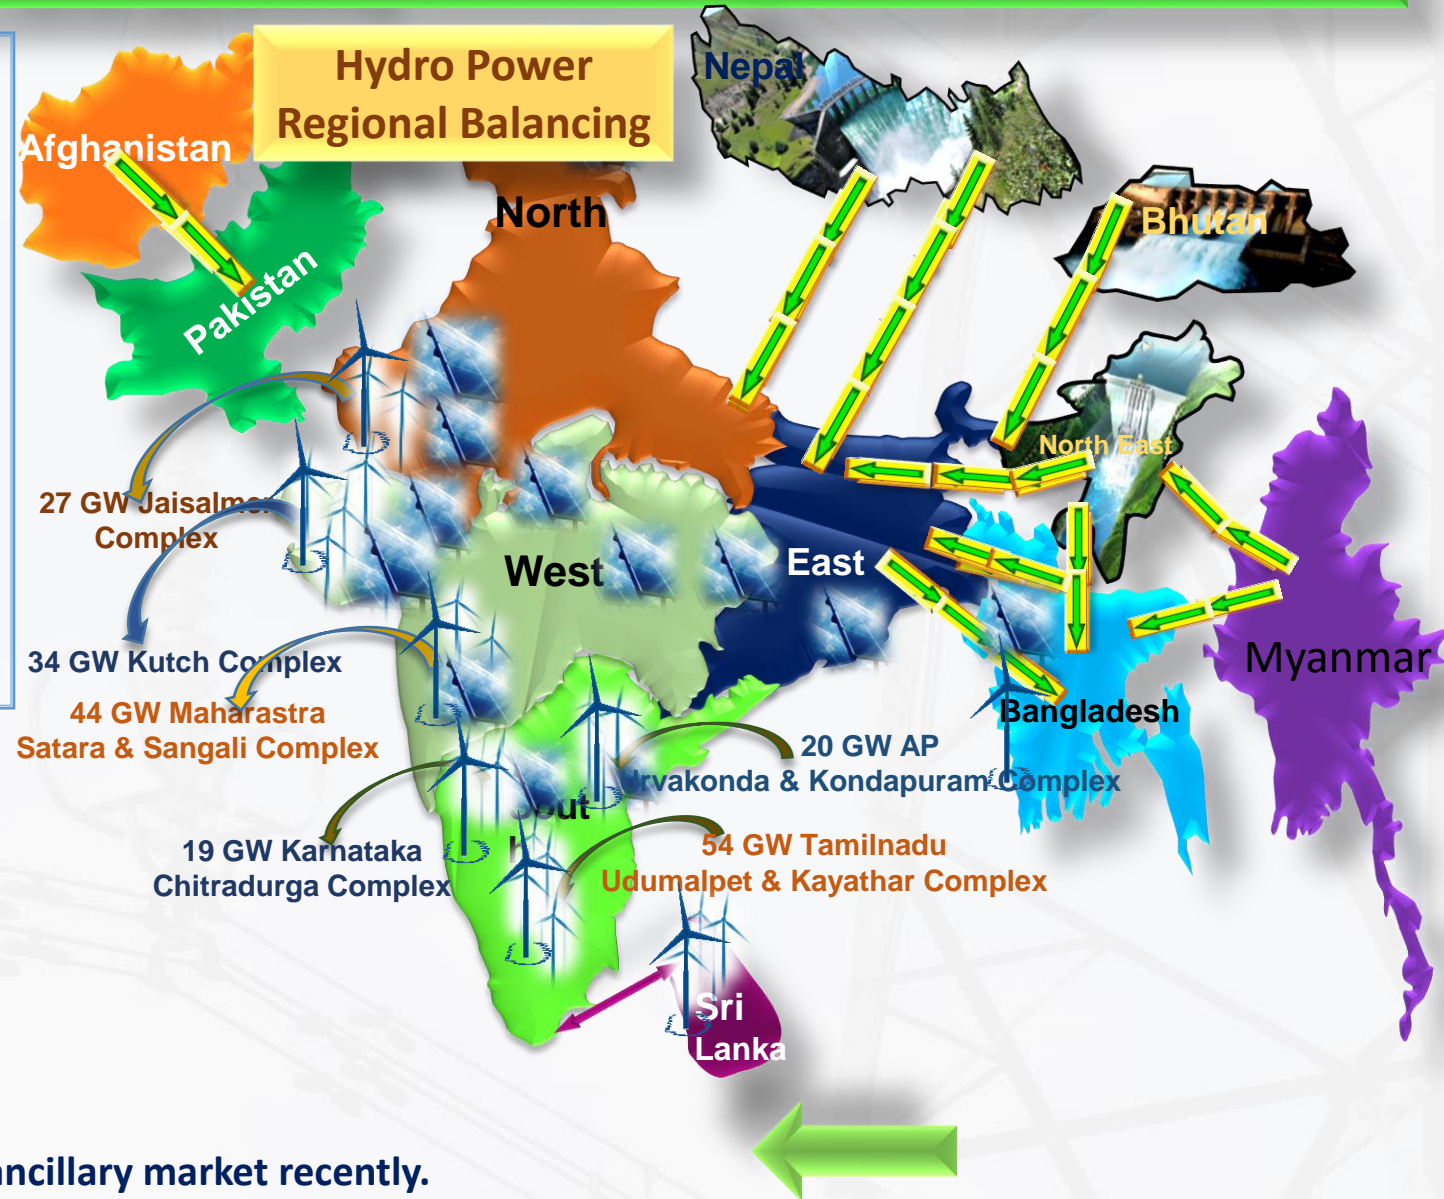 Hydro Power
Regional Balancing
Nepal
Afghanistan
North
Bhutan
Pakistan
North East
27 GW Jaisalmer
Complex
West
East
34 GW Kutch Complex
Myanmar
44 GW Maharastra
Satara & Sangali Complex
Bangladesh
20 GW AP
Urvakonda & Kondapuram Complex
Sout
h
19 GW Karnataka
Chitradurga Complex
54 GW Tamilnadu
Udumalpet & Kayathar Complex
Sri
Lanka
ncillary market recently.